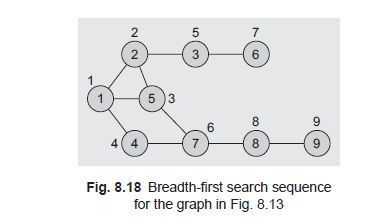 2 5 7
2 3 6
1
1 5 3
6 8 9
4 4 7 8 9
Fig. 8.18 Breadth-first search sequence
for the graph in Fig. 8.13